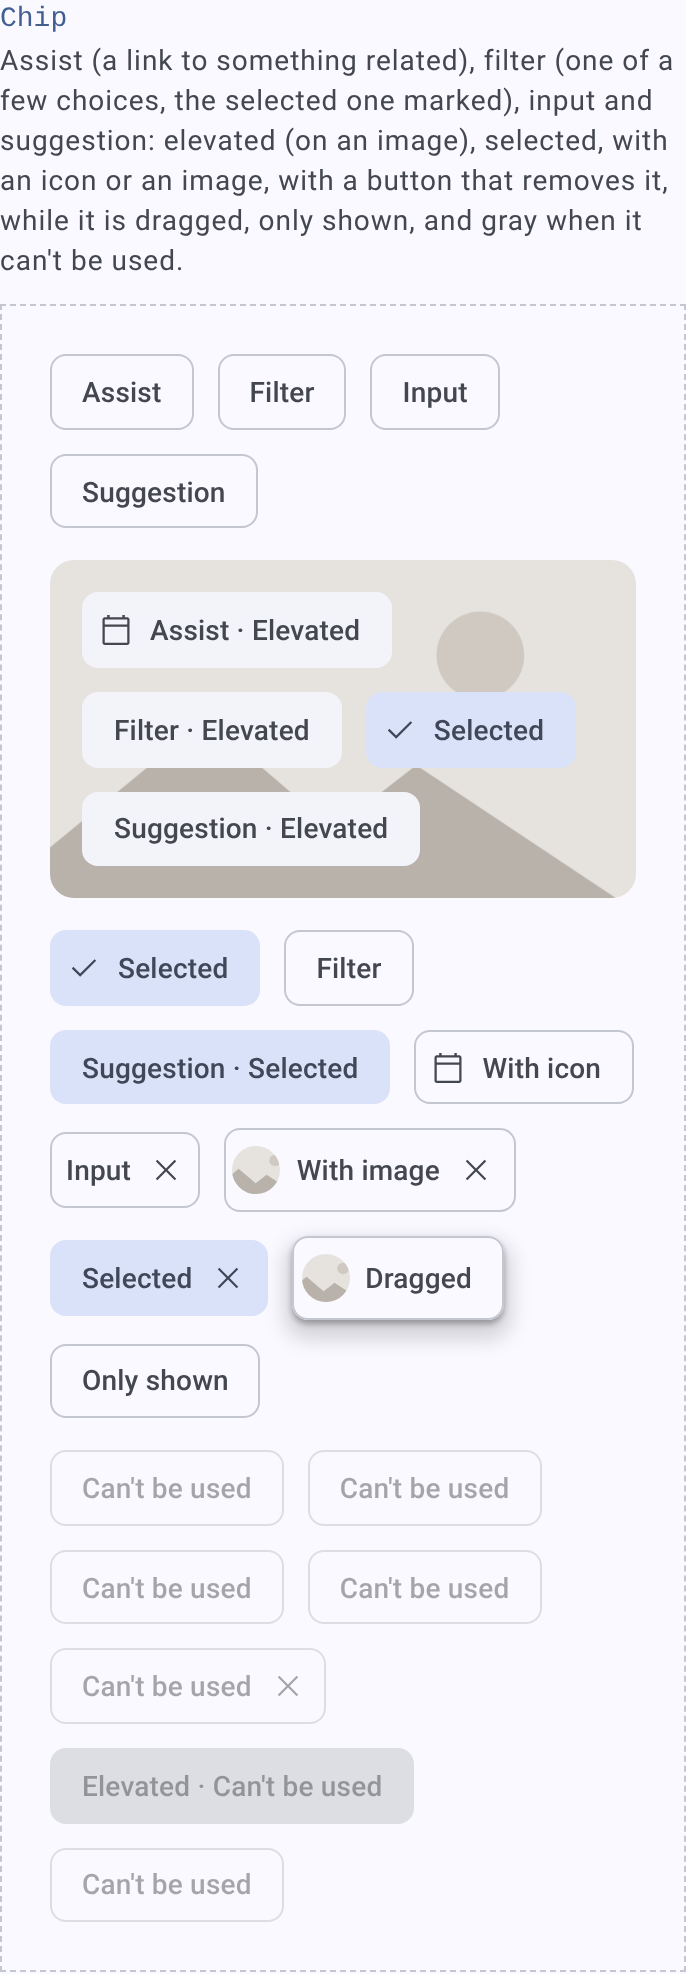 Chip
Assist (a link to something related), filter (one of a
few choices, the selected one marked), input and
suggestion: elevated (on an image), selected, with
an icon or an image, with a button that removes it,
while it is dragged, only shown, and gray when it
can't be used.
Assist Filter Input
Suggestion
Assist · Elevated
Filter · Elevated Selected
Suggestion · Elevated
Selected Filter
Suggestion · Selected With icon
Input With image
Selected Dragged
Only shown
Can't be used Can't be used
Can't be used Can't be used
Can't be used
Elevated · Can't be used
Can't be used